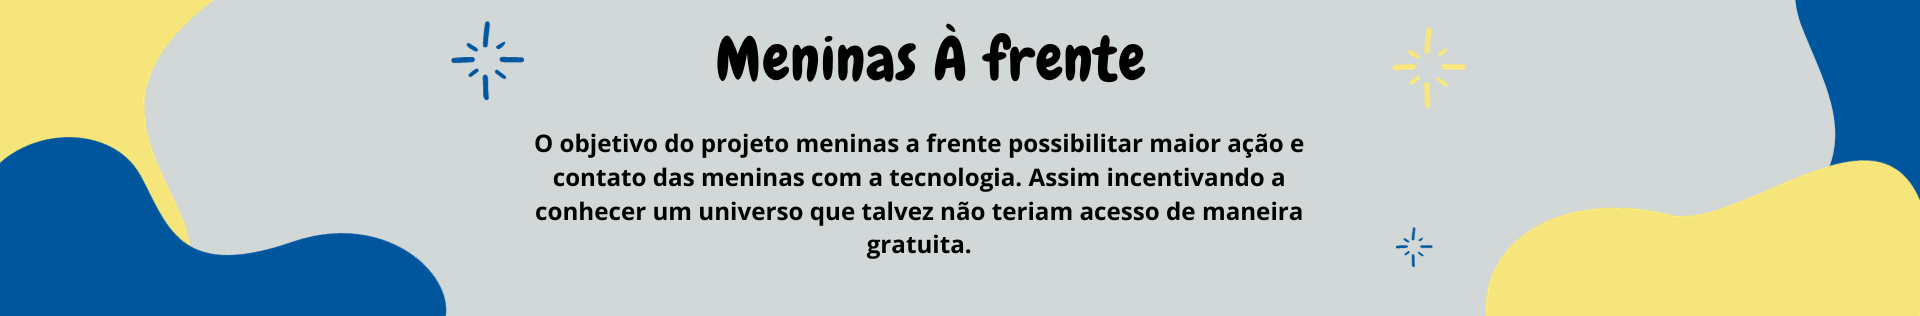 Meninas À frente
O objetivo do projeto meninas a frente possibilitar maior ação e
contato das meninas com a tecnologia. Assim incentivando a
conhecer um universo que talvez não teriam acesso de maneira
gratuita.